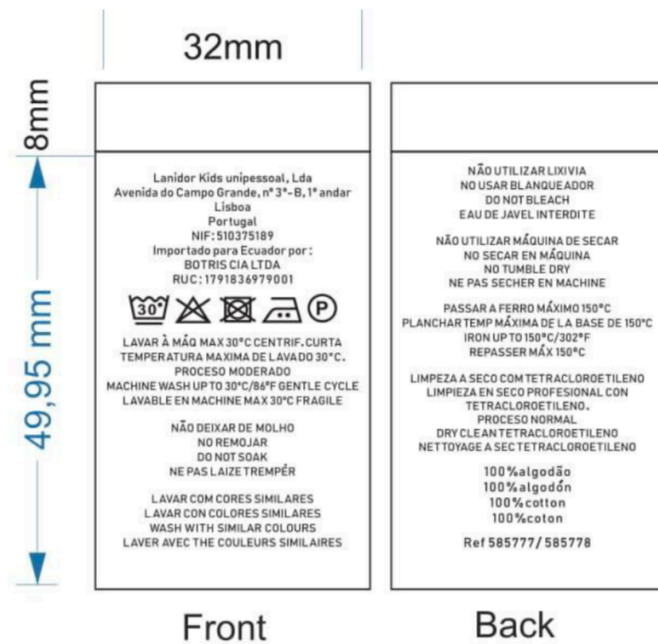 32mm
8mm
49,95 mm
Lanidor Kids unipessoal, Lda
Avenida do Campo Grande, nº 3ª-B, 1º andar
Lisboa
Portugal
NIF: 510375189
Importado para Ecuador por:
BOTRIS CIA LTDA
RUC: 1791836979001
30°
P
LAVAR À MÁQ MAX 30°C CENTRIF. CURTA
TEMPERATURA MAXIMA DE LAVADO 30°C.
PROCESO MODERADO
MACHINE WASH UP TO 30°C/86°F GENTLE CYCLE
LAVABLE EN MACHINE MAX 30°C FRAGILE
NÃO DEIXAR DE MOLHO
NO REMOJAR
DO NOT SOAK
NE PAS LAIZE TREMPÉR
LAVAR COM CORES SIMILARES
LAVAR CON COLORES SIMILARES
WASH WITH SIMILAR COLOURS
LAVER AVEC THE COULEURS SIMILAIRES
Front
NÃO UTILIZAR LIXIVIA
NO USAR BLANQUEADOR
DO NOT BLEACH
EAU DE JAVEL INTERDITE
NÃO UTILIZAR MÁQUINA DE SECAR
NO SECAR EN MÁQUINA
NO TUMBLE DRY
NE PAS SECHER EN MACHINE
PASSAR A FERRO MÁXIMO 150°C
PLANCHAR TEMP MÁXIMA DE LA BASE DE 150°C
IRON UP TO 150°C/302°F
REPASSER MÁX 150°C
LIMPEZA A SECO COM TETRACLOROETILENO
LIMPIEZA EN SECO PROFESIONAL CON
TETRACLOROETILENO.
PROCESO NORMAL
DRY CLEAN TETRACLOROETILENO
NETTOYAGE A SEC TETRACLOROETILENO
100%algodão
100%algodón
100%cotton
100%coton
Ref 585777/ 585778
Back